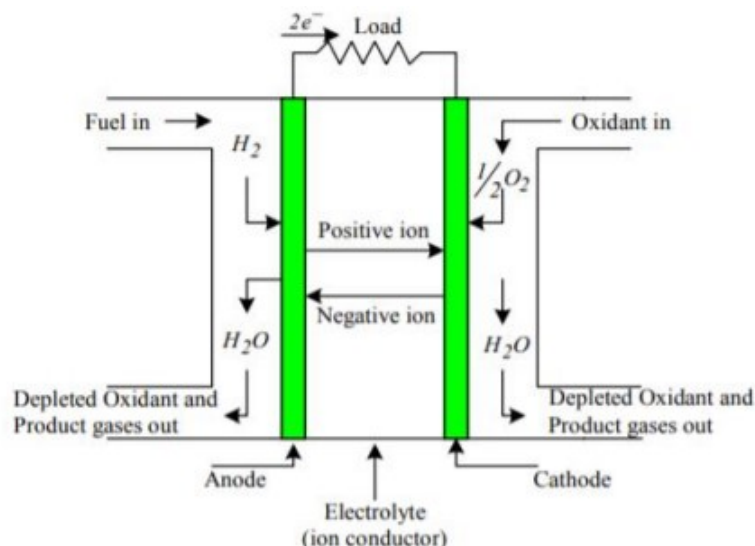 2e⁻
Load
Fuel in
Oxidant in
H₂
½O₂
Positive ion
Negative ion
H₂O
H₂O
Depleted Oxidant and
Product gases out
Depleted Oxidant and
Product gases out
Anode
Cathode
Electrolyte
(ion conductor)